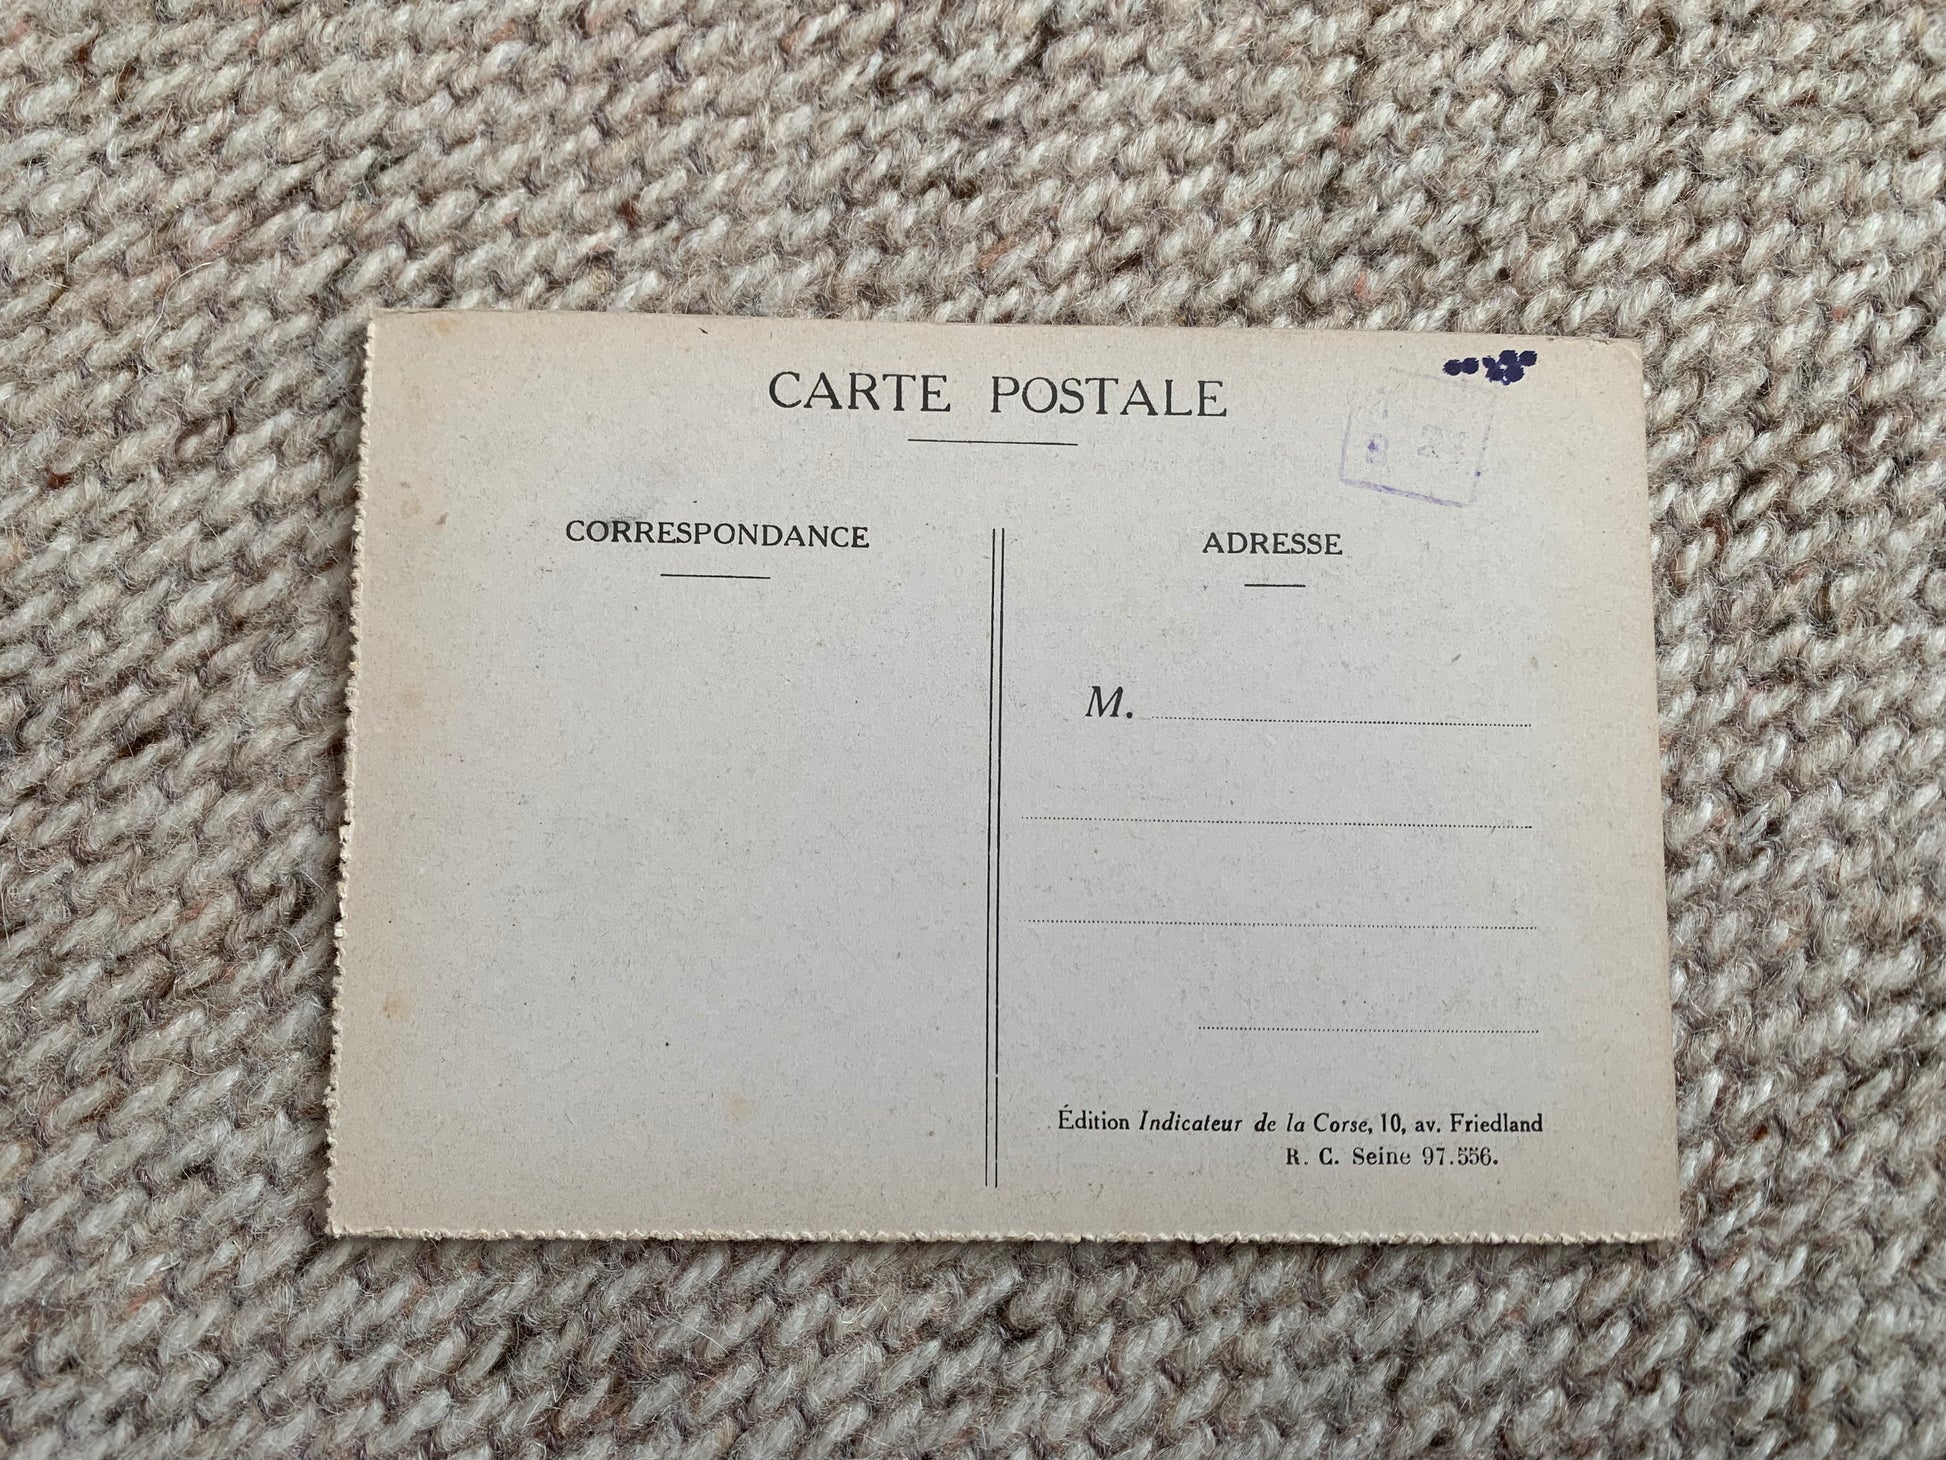 CARTE POSTALE
CORRESPONDANCE
ADRESSE
M.
Édition Indicateur de la Corse, 10, av. Friedland
R. C. Seine 97.556.